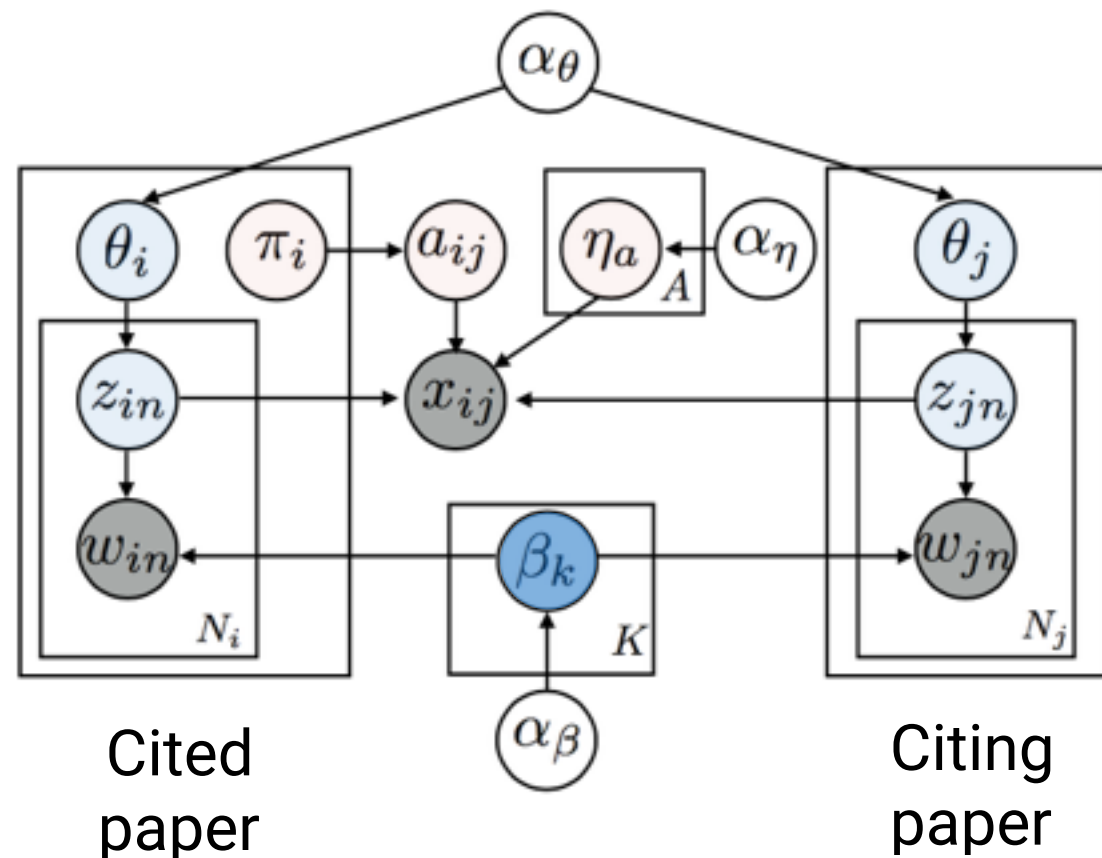 αθ
θi πi aij ηa αη θj
A
zin xij zjn
win βk wjn
Ni K Nj
αβ
Cited paper
Citing paper